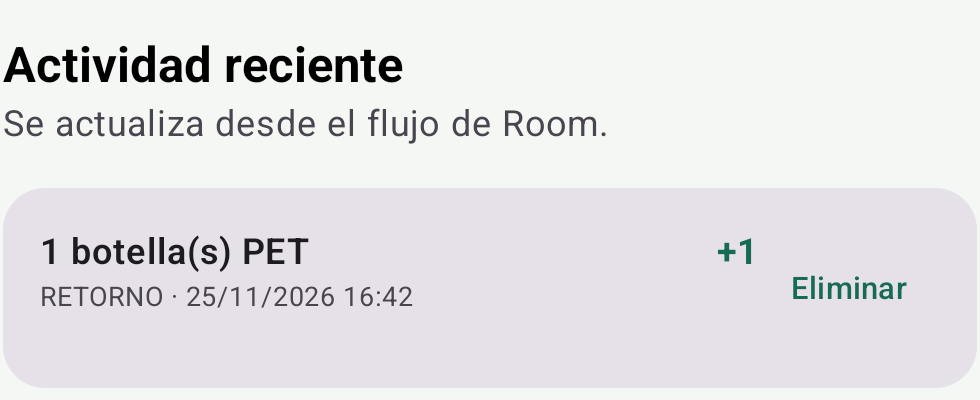 Actividad reciente
Se actualiza desde el flujo de Room.
1 botella(s) PET
+1
RETORNO · 25/11/2026 16:42
Eliminar